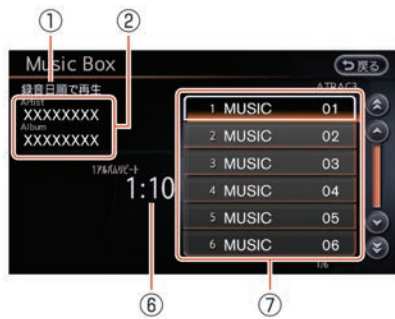 ① ②
Music Box
戻る
録音日順で再生
ATRAC3
Artist
XXXXXXXX
Album
XXXXXXXX
1アルバムリピート
1:10
1 MUSIC 01
2 MUSIC 02
3 MUSIC 03
4 MUSIC 04
5 MUSIC 05
6 MUSIC 06
1/6
⑥ ⑦